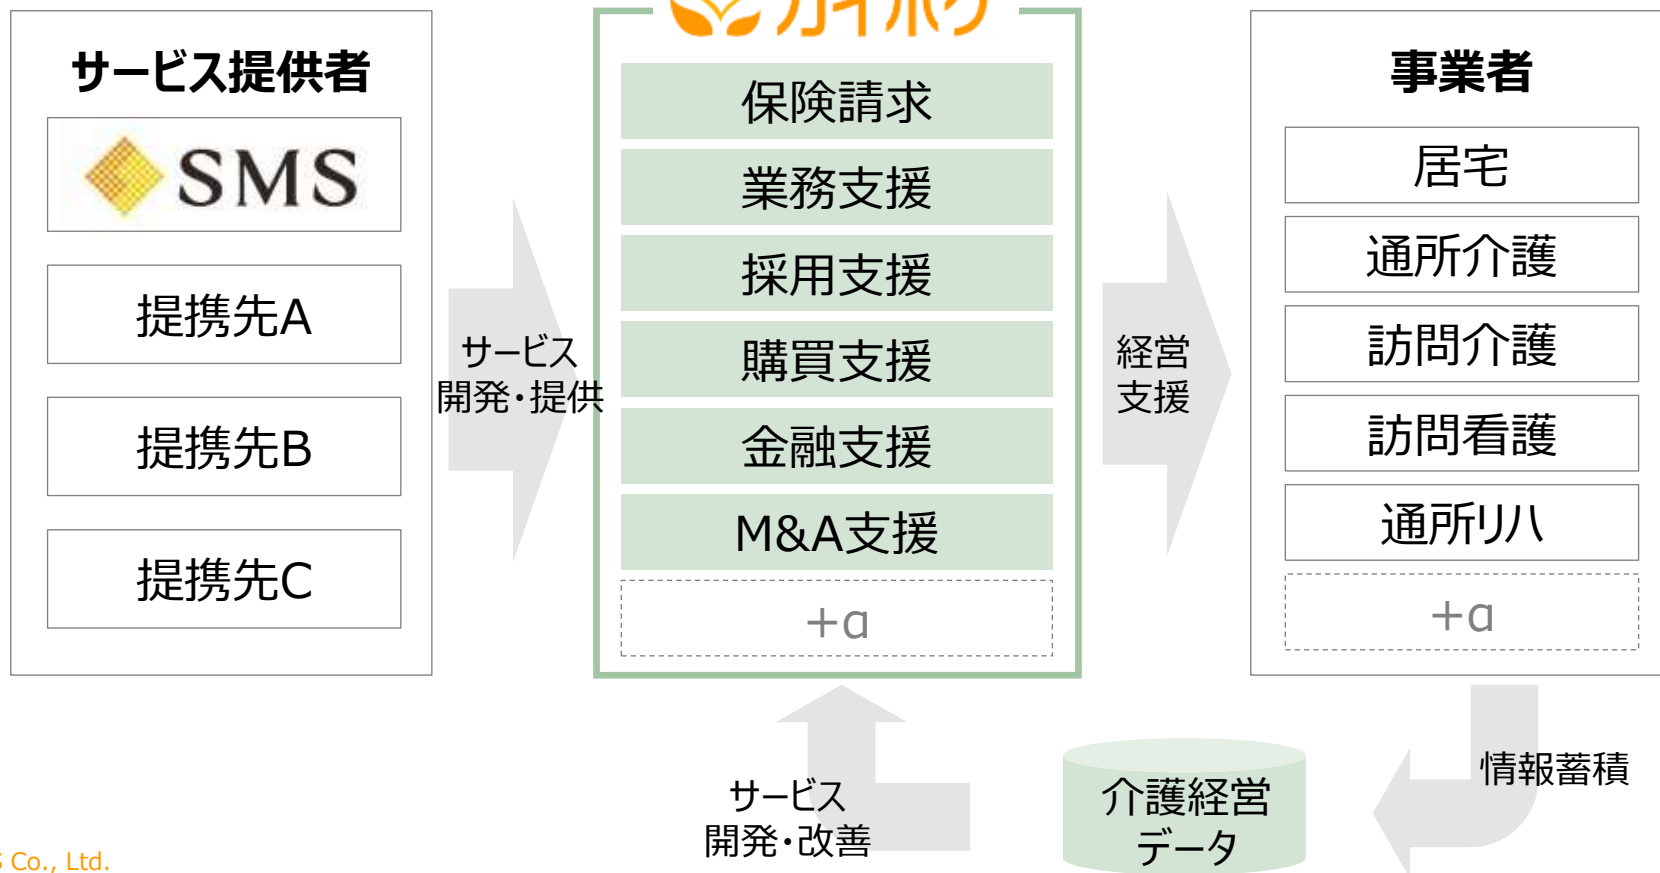 サービス提供者
SMS
提携先A
提携先B
提携先C
サービス
開発・提供
カイポケ
保険請求
業務支援
採用支援
購買支援
金融支援
M&A支援
+α
経営
支援
事業者
居宅
通所介護
訪問介護
訪問看護
通所リハ
+α
情報蓄積
介護経営
データ
サービス
開発・改善
S Co., Ltd.